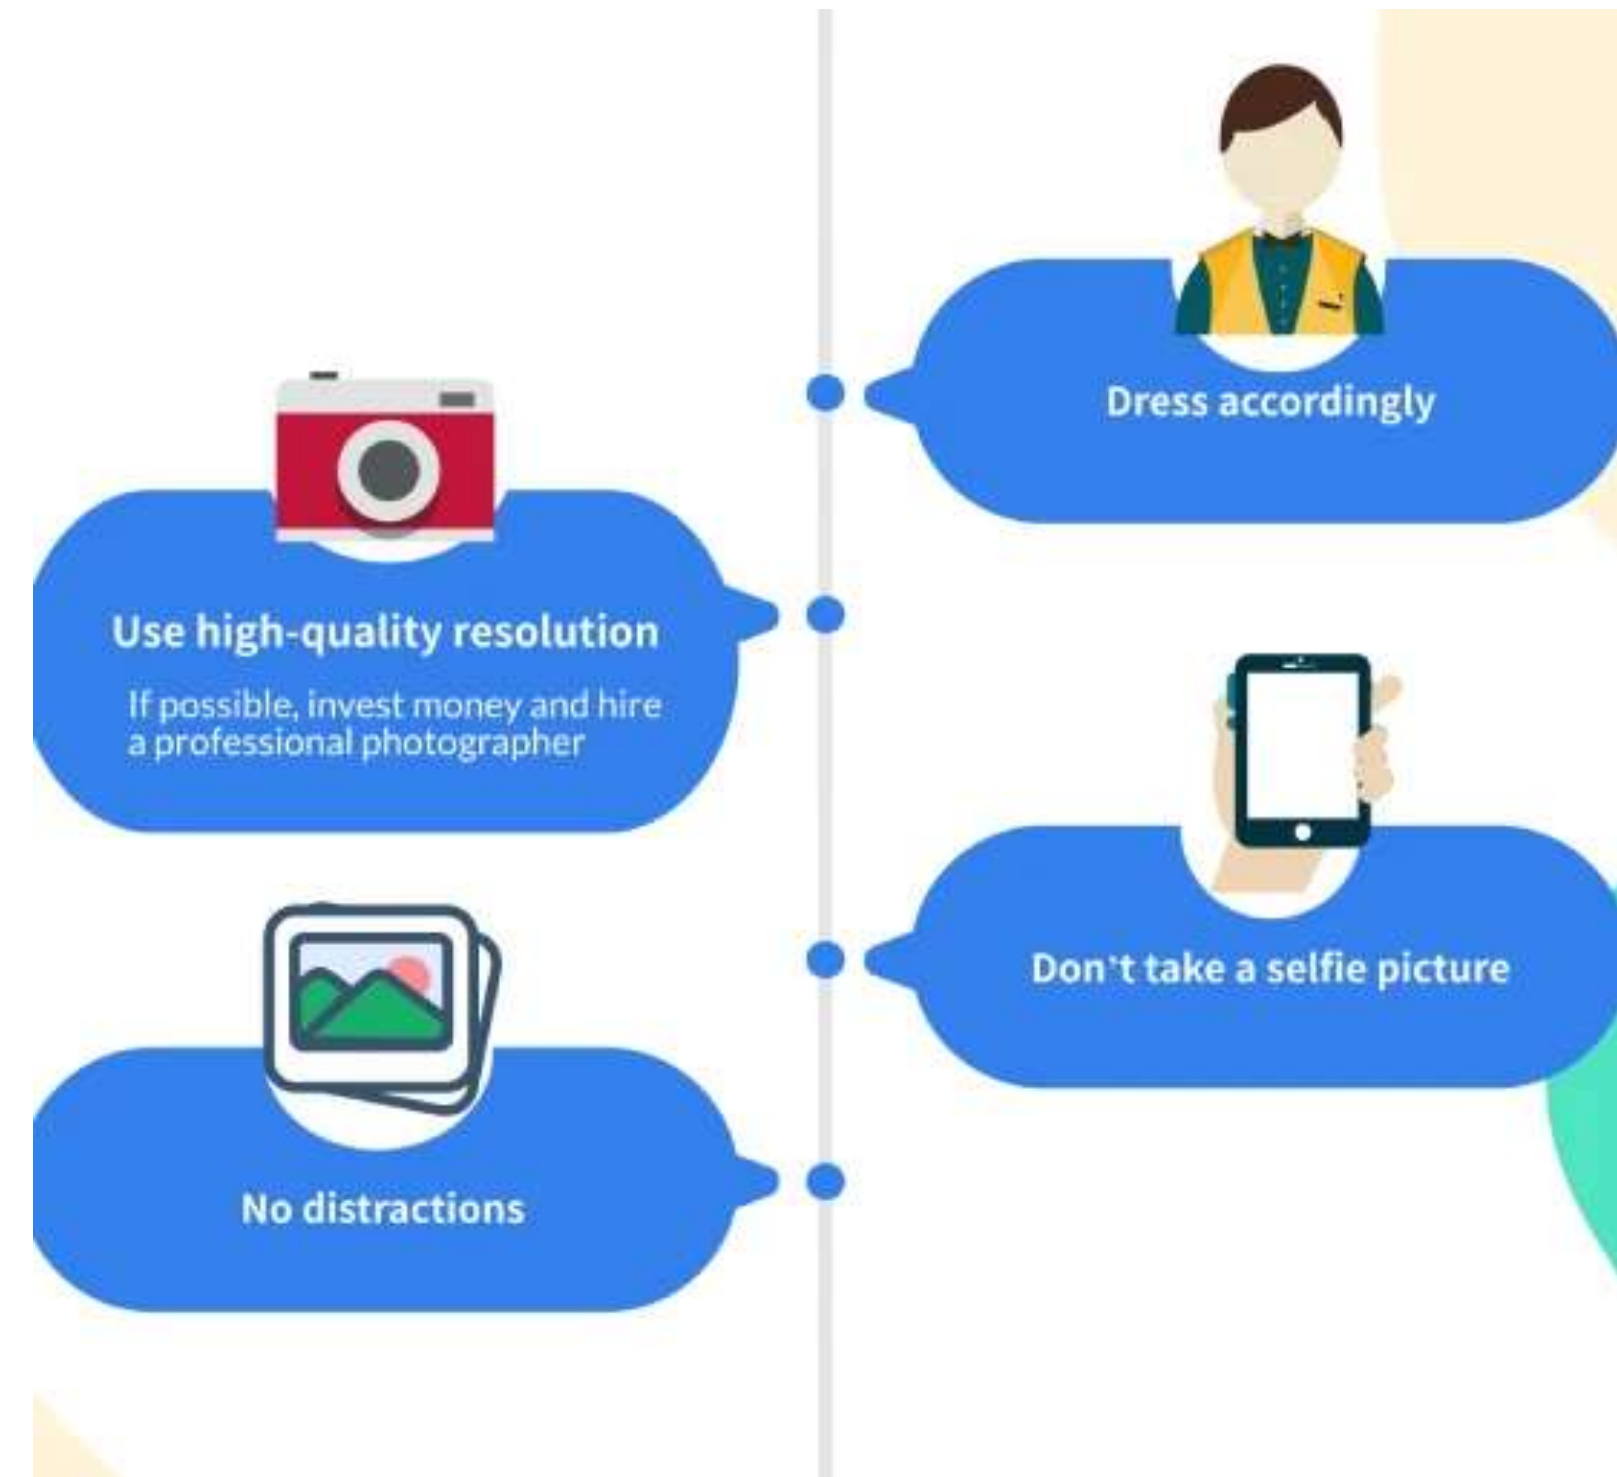 Dress accordingly
Use high-quality resolution
If possible, invest money and hire
a professional photographer
Don't take a selfie picture
No distractions